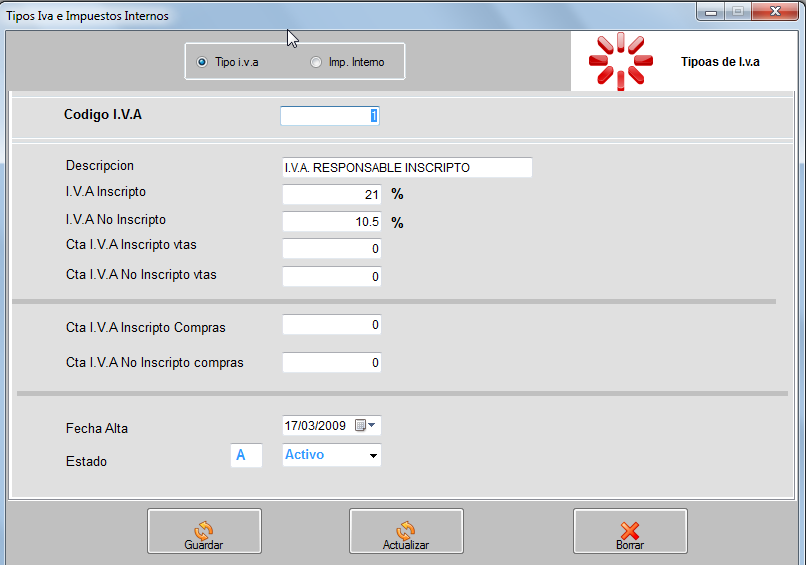 Tipos Iva e Impuestos Internos
Tipo i.v.a
Imp. Interno
Tipoas de I.v.a
Codigo I.V.A
1
Descripcion
I.V.A. RESPONSABLE INSCRIPTO
I.V.A Inscripto
21 %
I.V.A No Inscripto
10.5 %
Cta I.V.A Inscripto vtas
0
Cta I.V.A No Inscripto vtas
0
Cta I.V.A Inscripto Compras
0
Cta I.V.A No Inscripto compras
0
Fecha Alta
17/03/2009
Estado
A
Activo
Guardar
Actualizar
Borrar